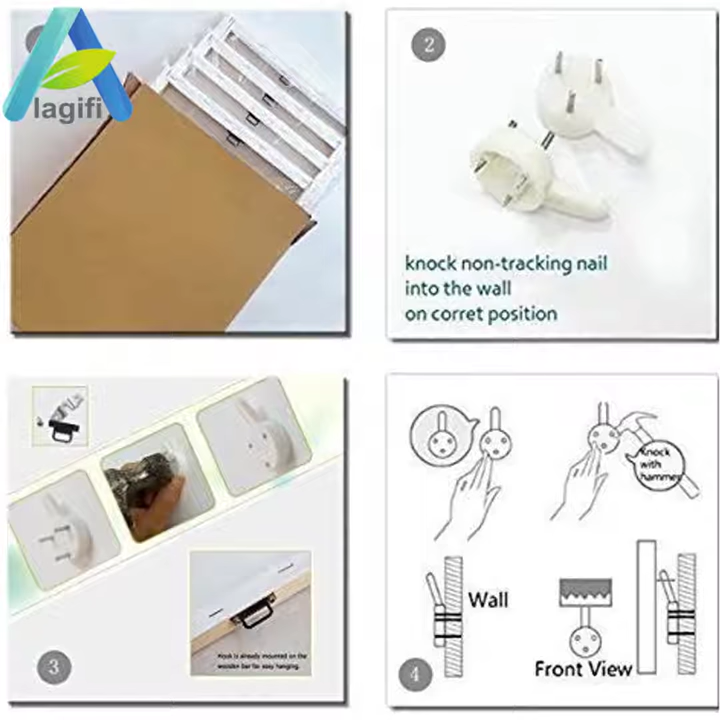 lagifi
2
knock non-tracking nail
into the wall
on corret position
Hook is already mounted on the
wooden bar for easy hanging.
3
Knock
with
hammer
Wall
Front View
4